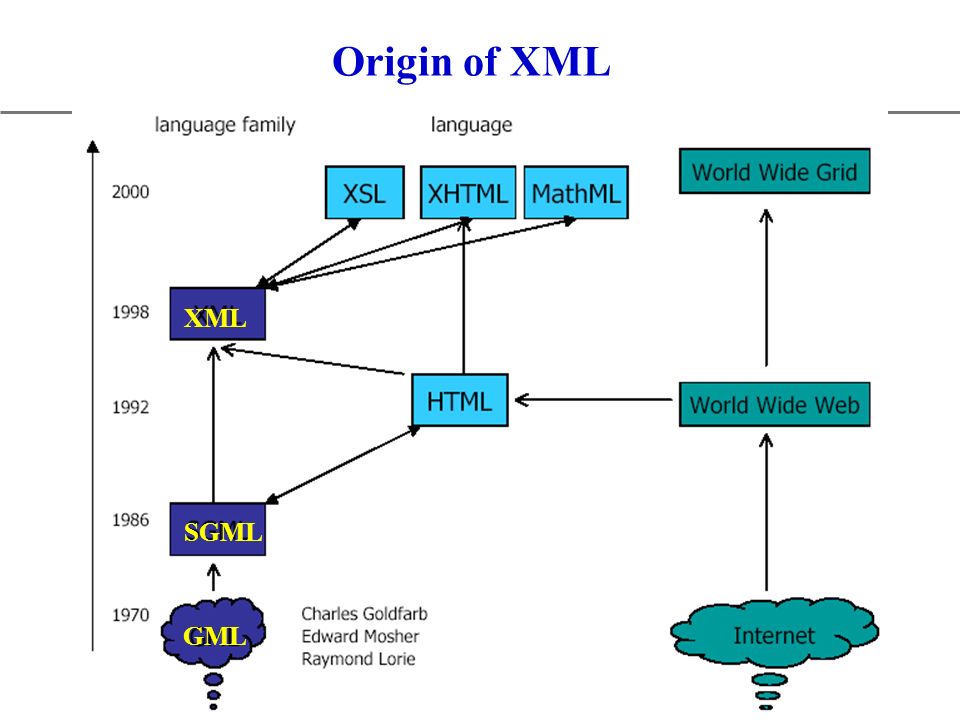 Origin of XML
language family language
2000 XSL XHTML MathML World Wide Grid
1998 XML
1992 HTML World Wide Web
1986 SGML
1970 GML Charles Goldfarb
Edward Mosher
Raymond Lorie
Internet